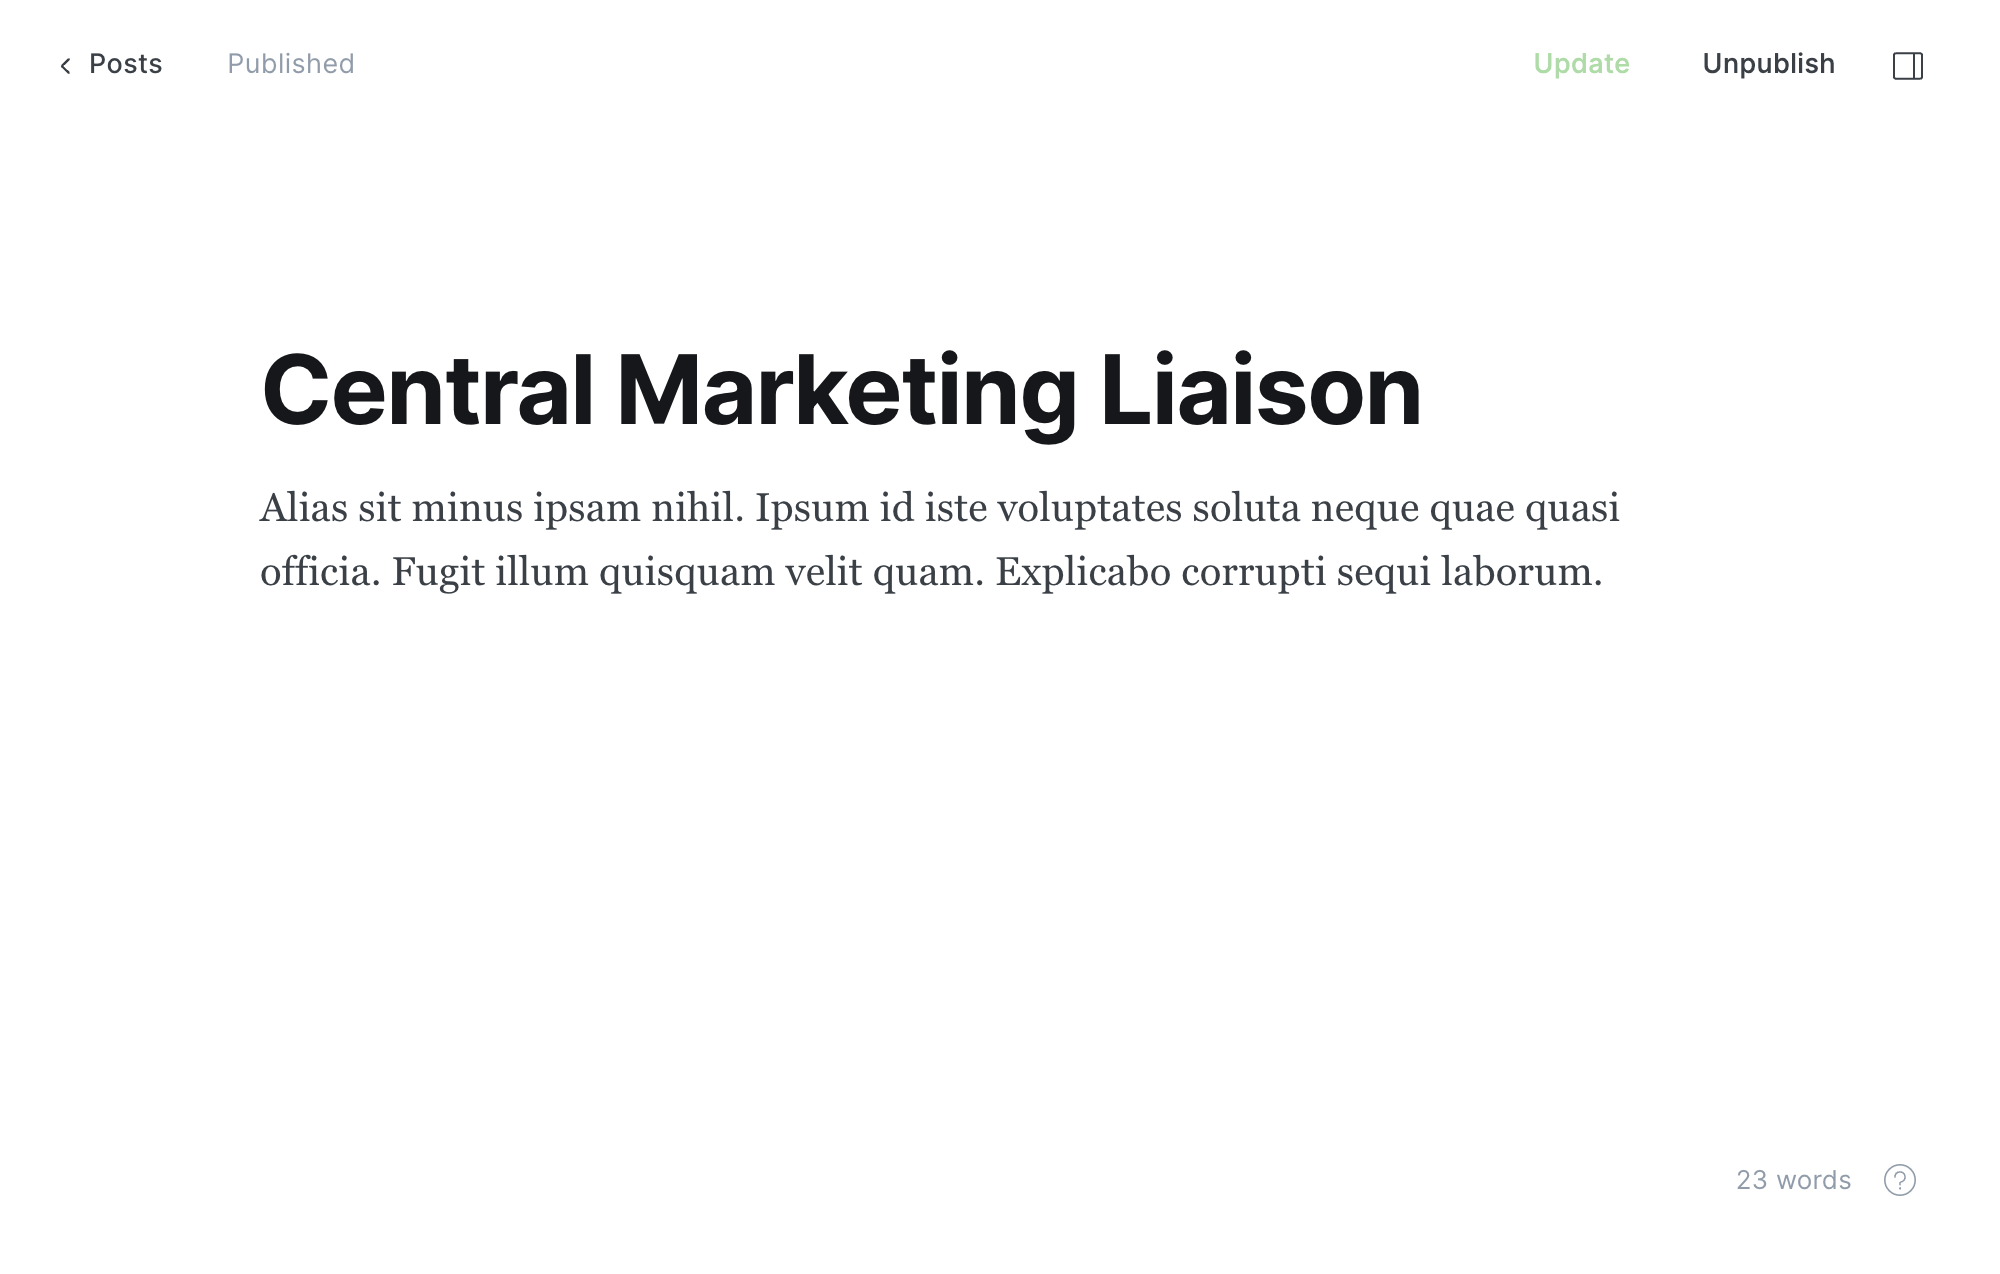 Posts
Published
Update
Unpublish
Central Marketing Liaison
Alias sit minus ipsam nihil. Ipsum id iste voluptates soluta neque quae quasi
officia. Fugit illum quisquam velit quam. Explicabo corrupti sequi laborum.
23 words
?